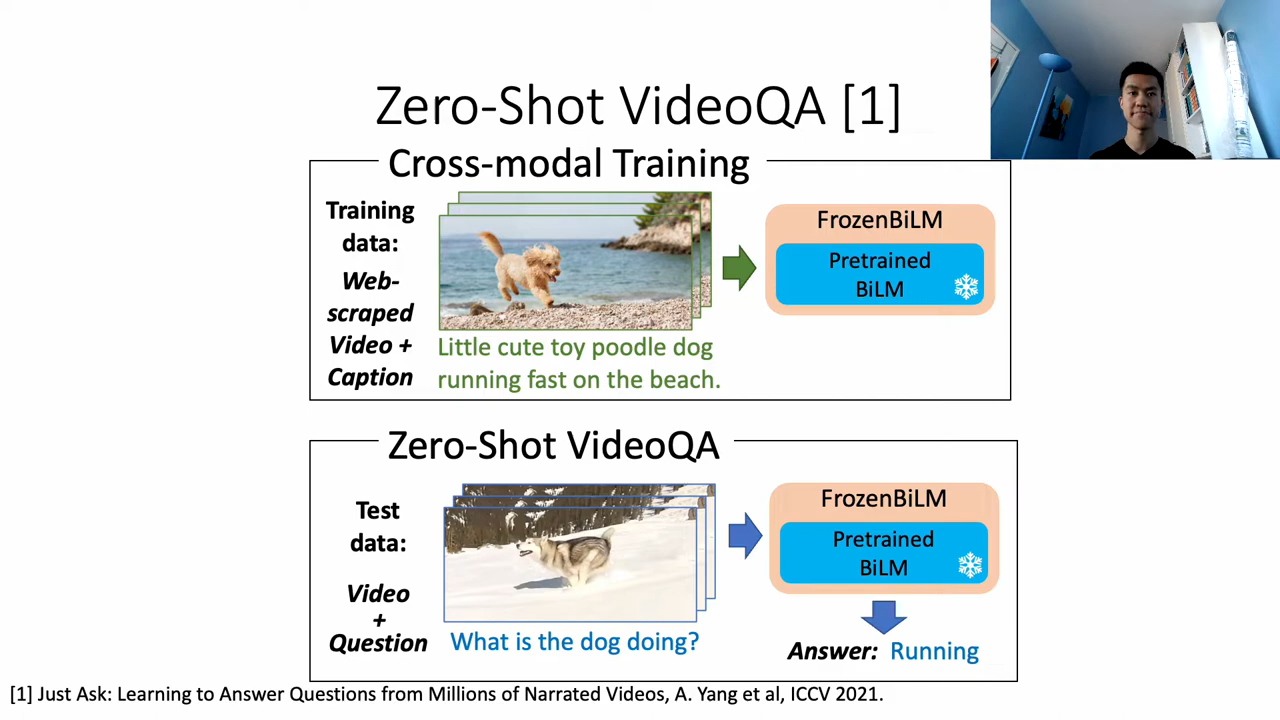 Zero-Shot VideoQA [1]
Cross-modal Training
Training
data:
Web-
scraped
Video +
Caption
Little cute toy poodle dog
running fast on the beach.
FrozenBiLM
Pretrained
BiLM
Zero-Shot VideoQA
Test
data:
Video
+
Question
What is the dog doing?
FrozenBiLM
Pretrained
BiLM
Answer: Running
[1] Just Ask: Learning to Answer Questions from Millions of Narrated Videos, A. Yang et al, ICCV 2021.